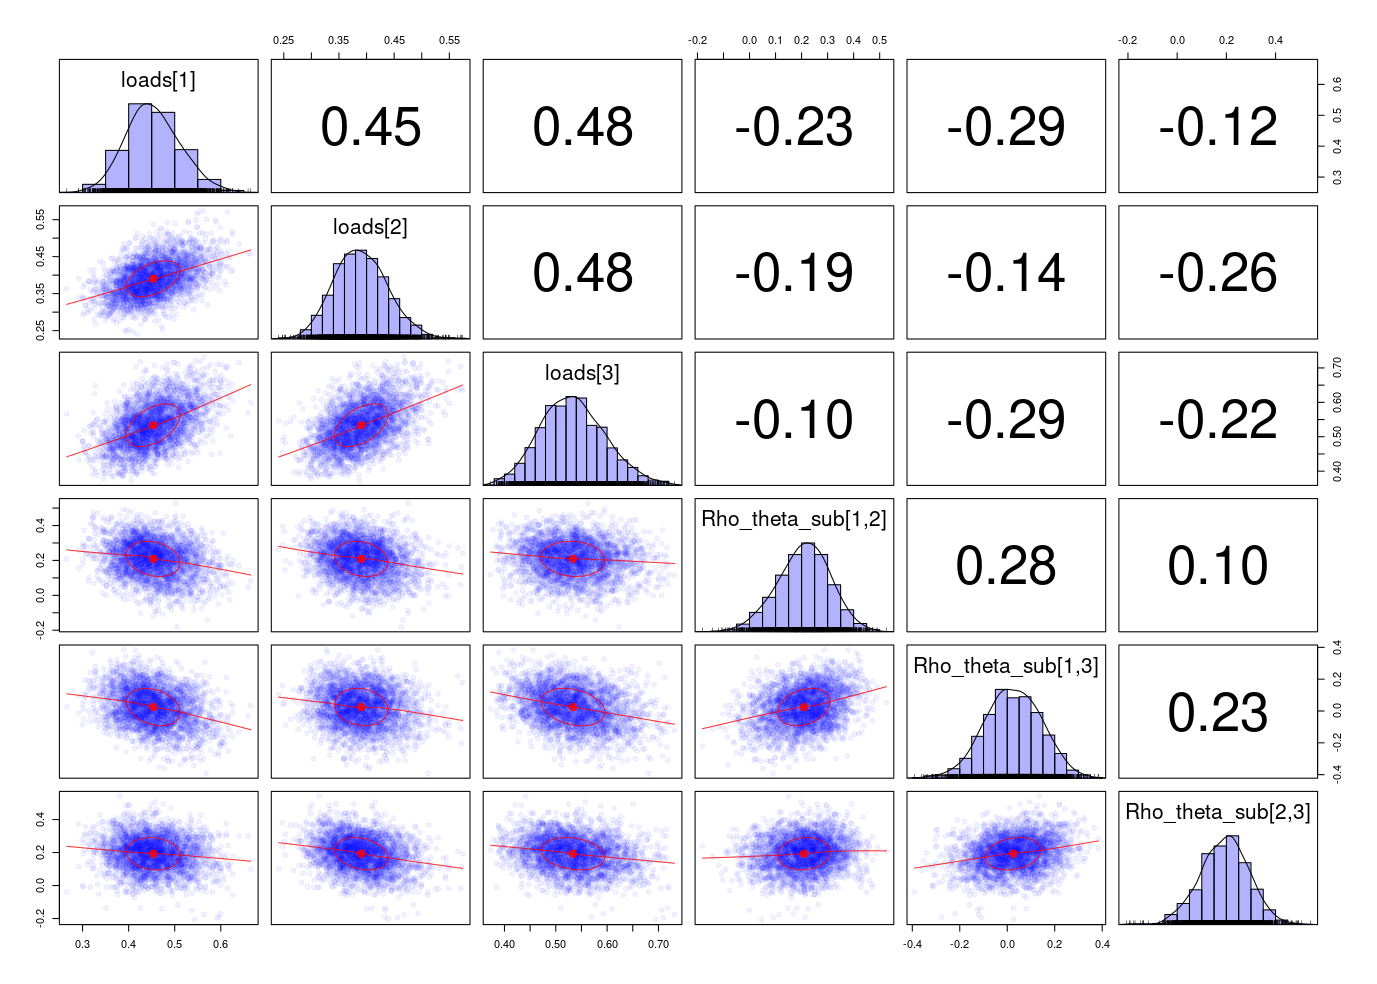 0.25 0.35 0.45 0.55 -0.2 0.0 0.1 0.2 0.3 0.5 -0.2 0.0 0.2 0.4
loads[1] 0.45 0.48 -0.23 -0.29 -0.12
0.3 0.4 0.5 0.6
loads[2] 0.48 -0.19 -0.14 -0.26
0.25 0.35 0.45 0.55
loads[3] -0.10 -0.29 -0.22
0.40 0.50 0.60 0.70
Rho_theta_sub[1,2] 0.28 0.10
-0.2 0.0 0.2 0.4
Rho_theta_sub[1,3] 0.23
-0.4 -0.2 0.0 0.2 0.4
Rho_theta_sub[2,3]
-0.2 0.0 0.2 0.4
0.3 0.4 0.5 0.6 0.40 0.50 0.60 0.70 -0.4 -0.2 0.0 0.2 0.4